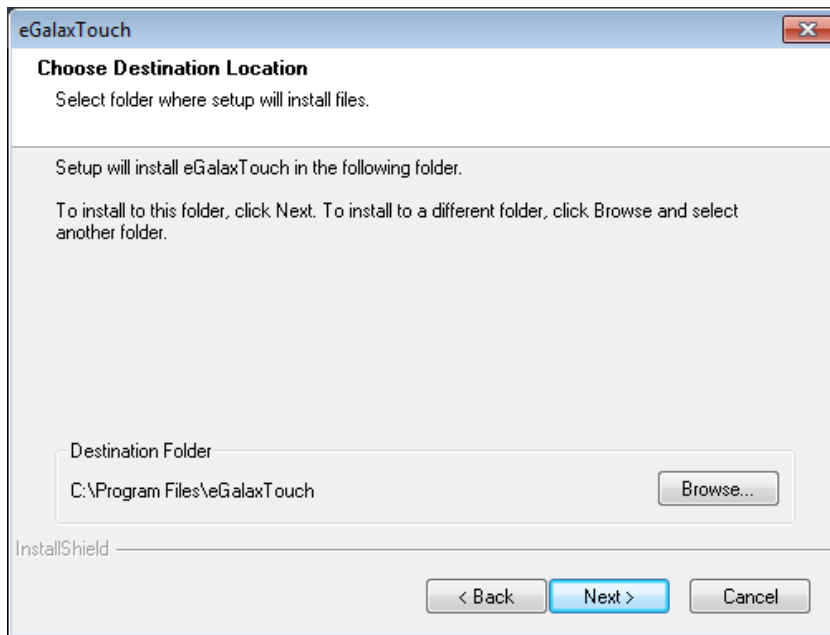 eGalaxTouch
Choose Destination Location
Select folder where setup will install files.
Setup will install eGalaxTouch in the following folder.
To install to this folder, click Next. To install to a different folder, click Browse and select
another folder.
Destination Folder
C:\Program Files\eGalaxTouch
Browse...
InstallShield
< Back
Next >
Cancel